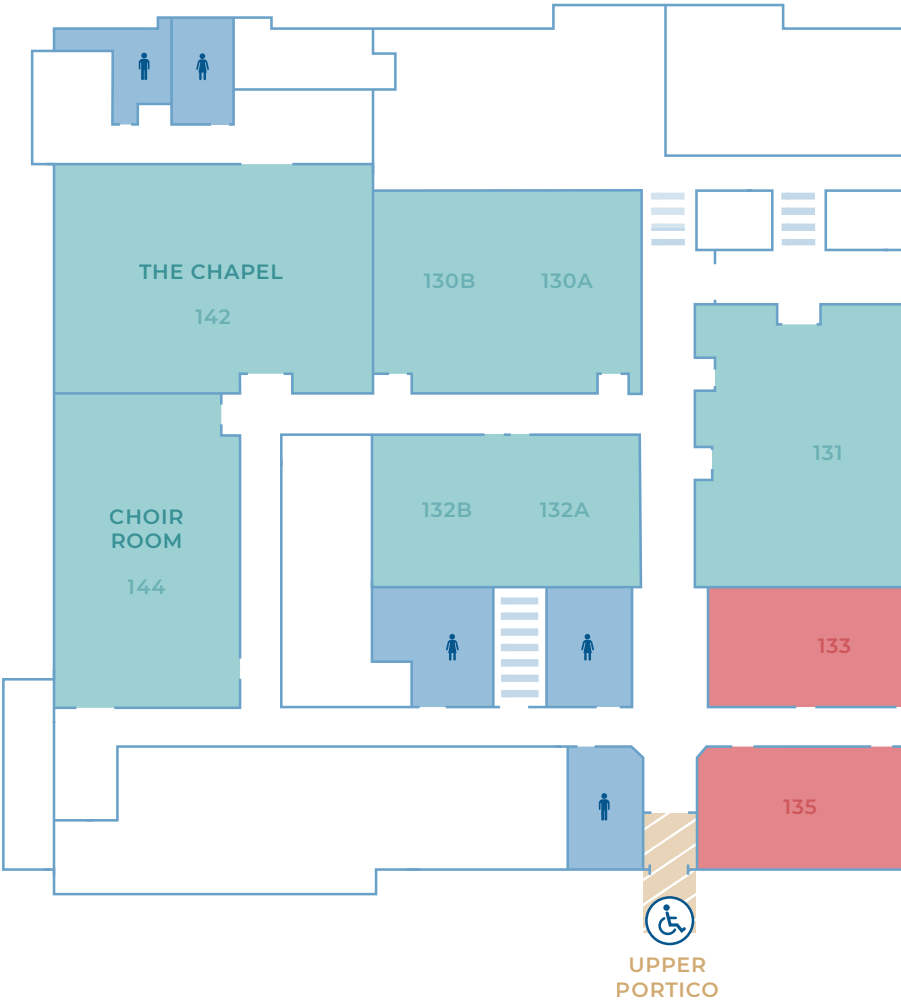 THE CHAPEL
142
130B
130A
131
CHOIR
ROOM
144
132B
132A
133
135
UPPER
PORTICO